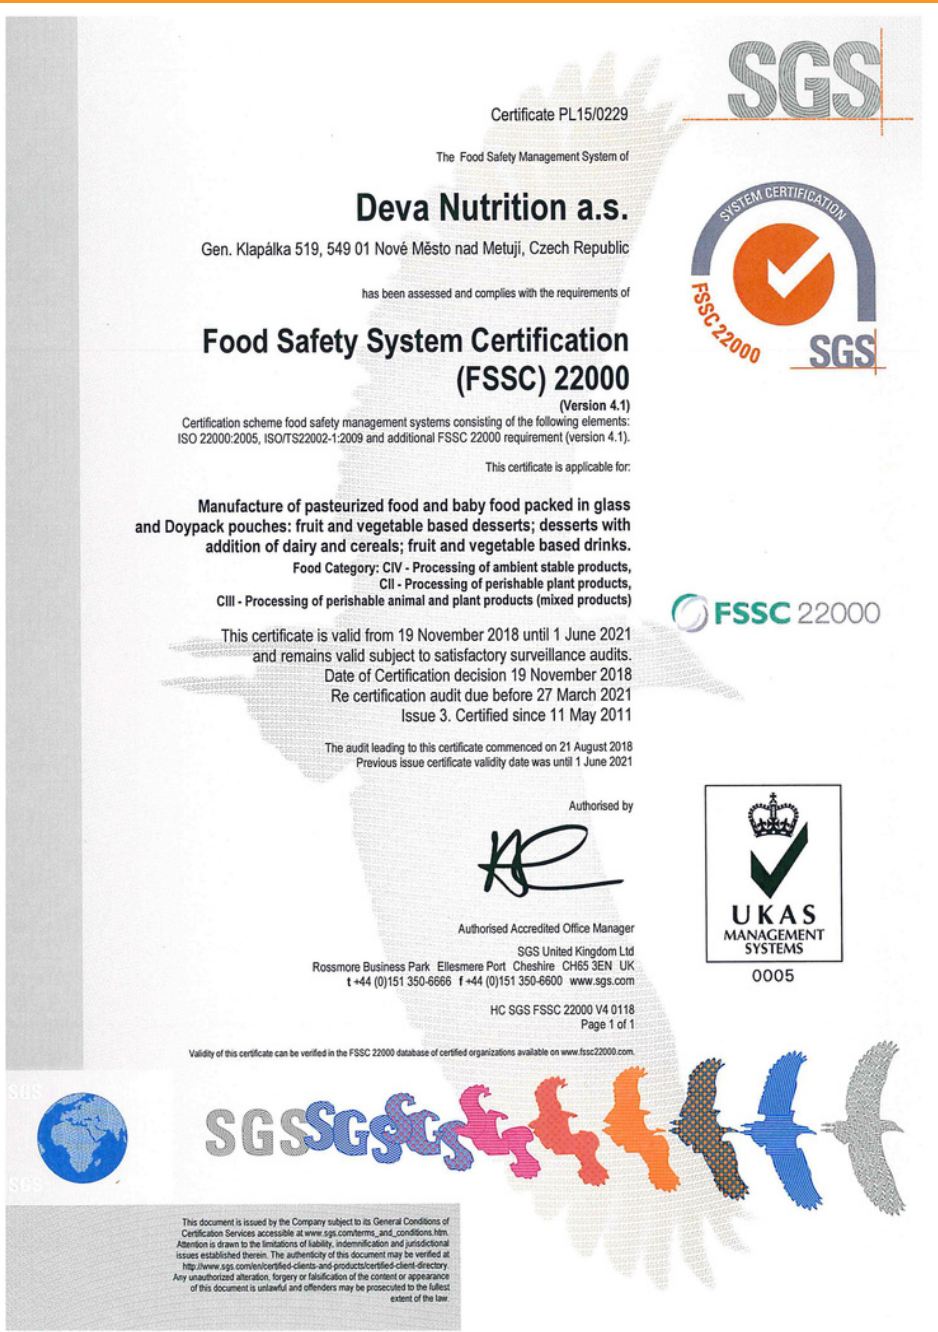 SGS
Certificate PL15/0229
The Food Safety Management System of
Deva Nutrition a.s.
Gen. Klapálka 519, 549 01 Nové Město nad Metují, Czech Republic
SYSTEM CERTIFICATION
FSSC 22000
SGS
has been assessed and complies with the requirements of
Food Safety System Certification
(FSSC) 22000
(Version 4.1)
Certification scheme food safety management systems consisting of the following elements:
ISO 22000:2005, ISO/TS22002-1:2009 and additional FSSC 22000 requirement (version 4.1).
This certificate is applicable for:
Manufacture of pasteurized food and baby food packed in glass
and Doypack pouches: fruit and vegetable based desserts; desserts with
addition of dairy and cereals; fruit and vegetable based drinks.
Food Category: CIV - Processing of ambient stable products,
CII - Processing of perishable plant products,
CIII - Processing of perishable animal and plant products (mixed products)
FSSC 22000
This certificate is valid from 19 November 2018 until 1 June 2021
and remains valid subject to satisfactory surveillance audits.
Date of Certification decision 19 November 2018
Re certification audit due before 27 March 2021
Issue 3. Certified since 11 May 2011
The audit leading to this certificate commenced on 21 August 2018
Previous issue certificate validity date was until 1 June 2021
Authorised by
Authorised Accredited Office Manager
SGS United Kingdom Ltd
Rossmore Business Park Ellesmere Port Cheshire CH65 3EN UK
t +44 (0)151 350-6666 f +44 (0)151 350-6600 www.sgs.com
UKAS
MANAGEMENT
SYSTEMS
0005
HC SGS FSSC 22000 V4 0118
Page 1 of 1
Validity of this certificate can be verified in the FSSC 22000 database of certified organizations available on www.fssc22000.com.
SGS
SGS
SGSSGS
This document is issued by the Company subject to its General Conditions of
Certification Services accessible at www.sgs.com/terms_and_conditions.htm.
Attention is drawn to the limitations of liability, indemnification and jurisdictional
issues established therein. The authenticity of this document may be verified at
http://www.sgs.com/en/certified-clients-and-products/certified-client-directory.
Any unauthorized alteration, forgery or falsification of the content or appearance
of this document is unlawful and offenders may be prosecuted to the fullest
extent of the law.